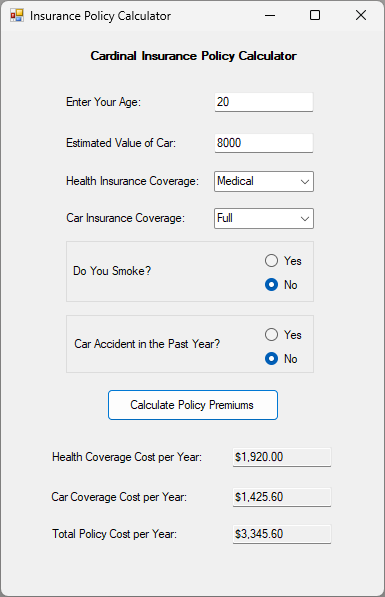 Insurance Policy Calculator
Cardinal Insurance Policy Calculator
Enter Your Age: 20
Estimated Value of Car: 8000
Health Insurance Coverage: Medical
Car Insurance Coverage: Full
Yes
Do You Smoke?
No
Yes
Car Accident in the Past Year?
No
Calculate Policy Premiums
Health Coverage Cost per Year: $1,920.00
Car Coverage Cost per Year: $1,425.60
Total Policy Cost per Year: $3,345.60